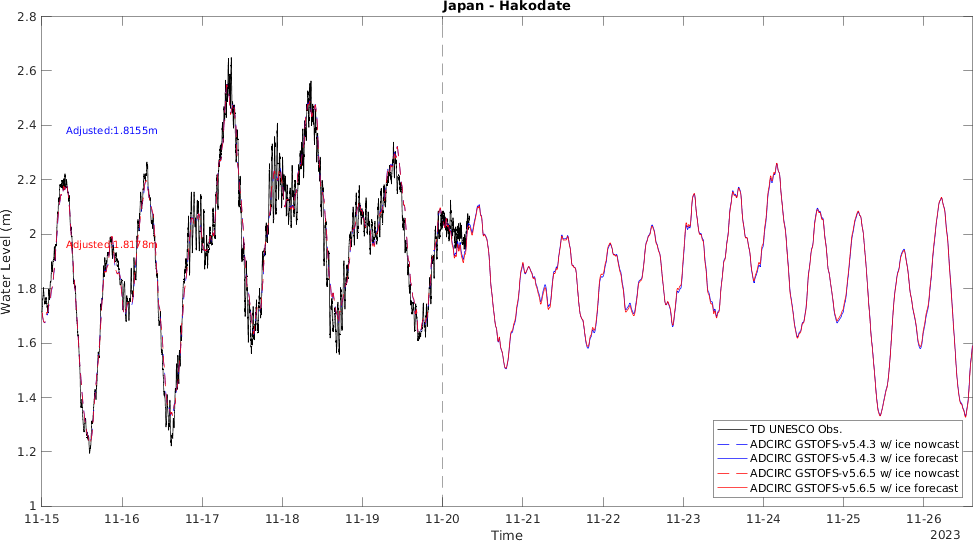 Japan - Hakodate
2.8
2.6
2.4
2.2
2
1.8
1.6
1.4
1.2
1
Water Level (m)
Adjusted:1.8155m
Adjusted:1.8178m
TD UNESCO Obs.
ADCIRC GSTOFS-v5.4.3 w/ ice nowcast
ADCIRC GSTOFS-v5.4.3 w/ ice forecast
ADCIRC GSTOFS-v5.6.5 w/ ice nowcast
ADCIRC GSTOFS-v5.6.5 w/ ice forecast
11-15 11-16 11-17 11-18 11-19 11-20 11-21 11-22 11-23 11-24 11-25 11-26
2023
Time